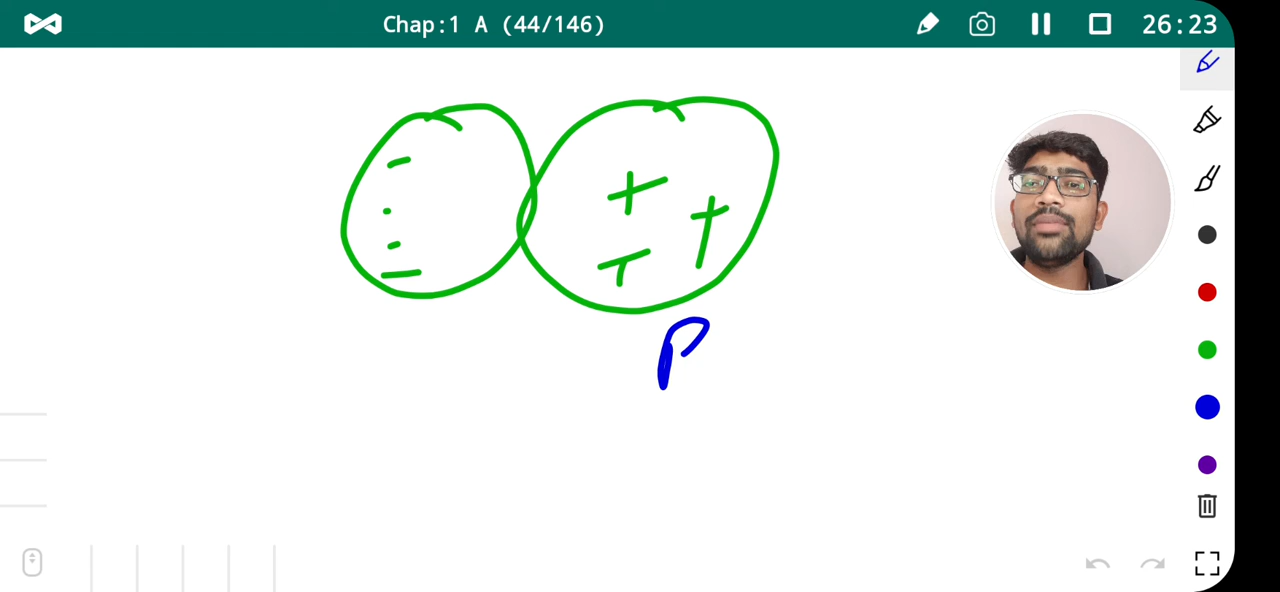 Chap:1 A (44/146) 26:23
- +
- +
- +
-
P